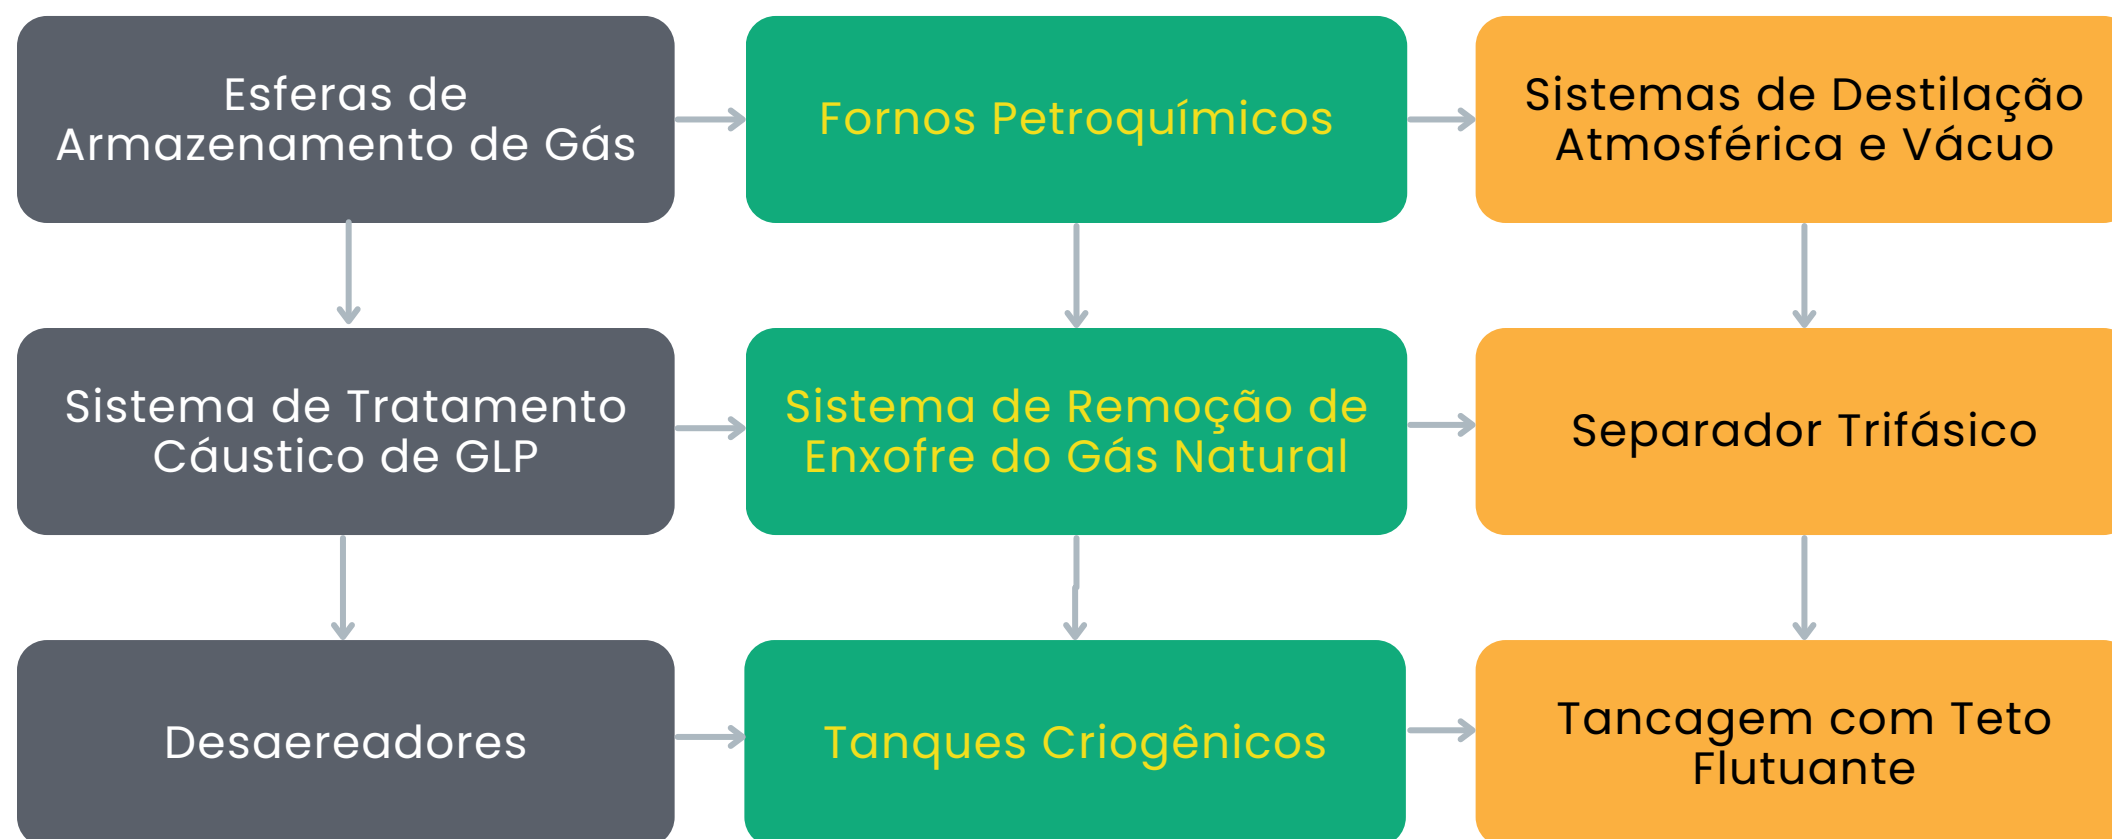 Esferas de
Armazenamento de Gás
Fornos Petroquímicos
Sistemas de Destilação
Atmosférica e Vácuo
Sistema de Tratamento
Cáustico de GLP
Sistema de Remoção de
Enxofre do Gás Natural
Separador Trifásico
Desaereadores
Tanques Criogênicos
Tancagem com Teto
Flutuante